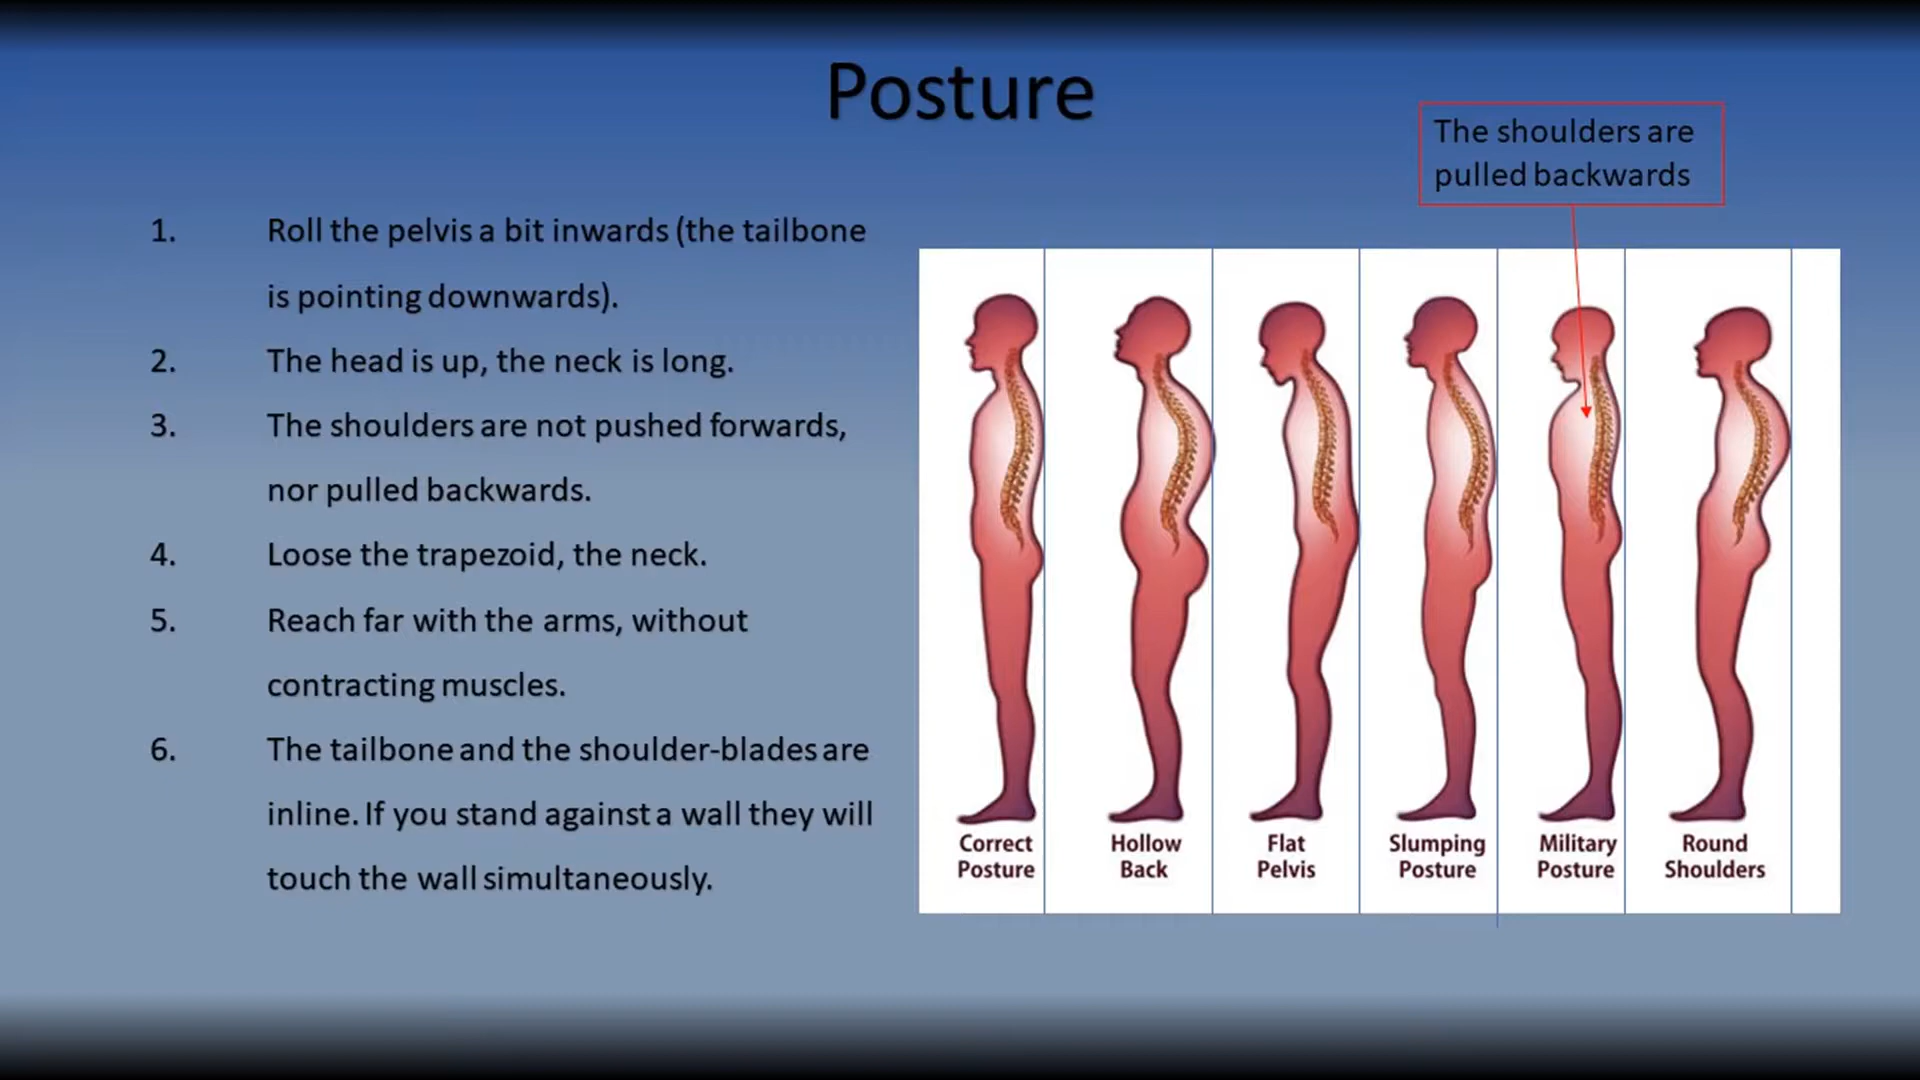 Posture
The shoulders are
pulled backwards
1. Roll the pelvis a bit inwards (the tailbone
is pointing downwards).
2. The head is up, the neck is long.
3. The shoulders are not pushed forwards,
nor pulled backwards.
4. Loose the trapezoid, the neck.
5. Reach far with the arms, without
contracting muscles.
6. The tailbone and the shoulder-blades are
inline. If you stand against a wall they will
touch the wall simultaneously.
Correct
Posture
Hollow
Back
Flat
Pelvis
Slumping
Posture
Military
Posture
Round
Shoulders